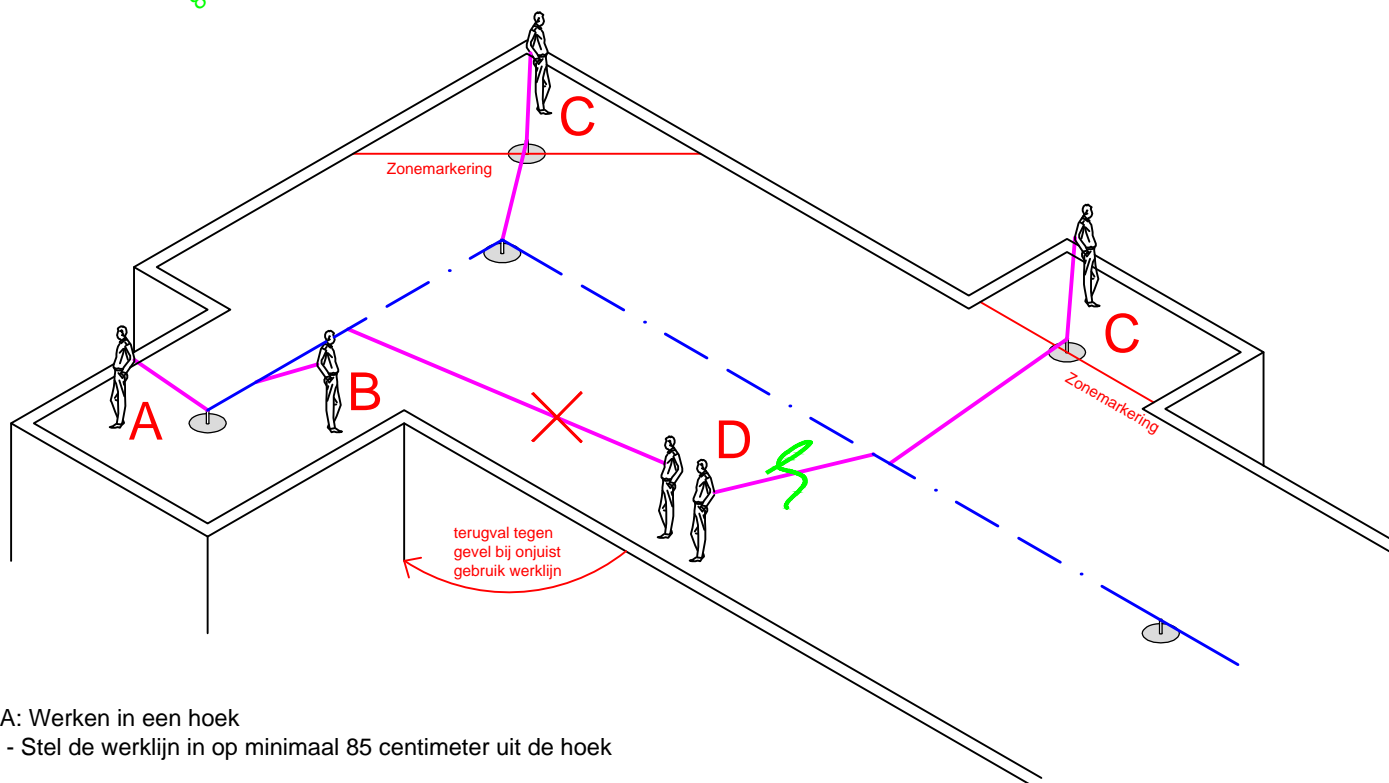 C
Zonemarkering
C
Zonemarkering
A
B
D
terugval tegen
gevel bij onjuist
gebruik werklijn
A: Werken in een hoek
- Stel de werklijn in op minimaal 85 centimeter uit de hoek